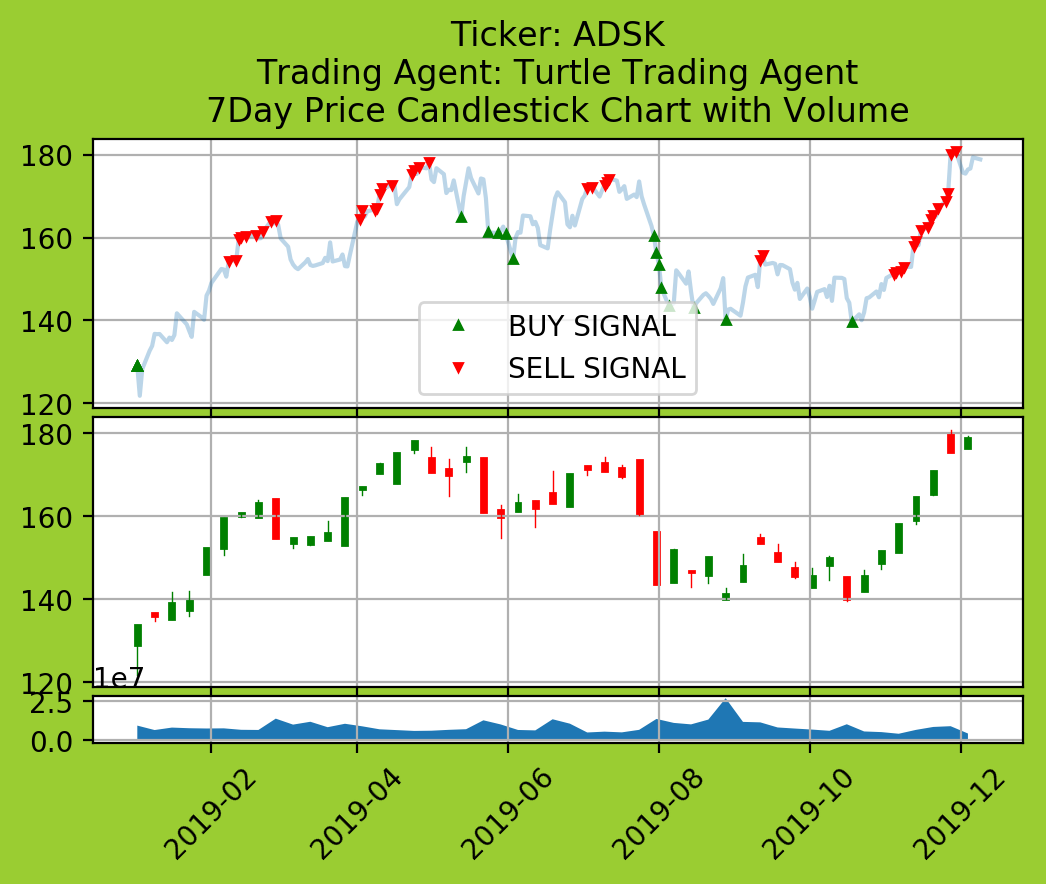 Ticker: ADSK
Trading Agent: Turtle Trading Agent
7Day Price Candlestick Chart with Volume
180
160
140
120
BUY SIGNAL
SELL SIGNAL
180
160
140
120
1e7
2.5
0.0
2019-02
2019-04
2019-06
2019-08
2019-10
2019-12